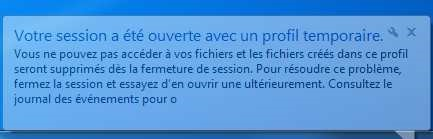 Votre session a été ouverte avec un profil temporaire.
Vous ne pouvez pas accéder à vos fichiers et les fichiers créés dans ce profil
seront supprimés dès la fermeture de session. Pour résoudre ce problème,
fermez la session et essayez d'en ouvrir une ultérieurement. Consultez le
journal des événements pour o